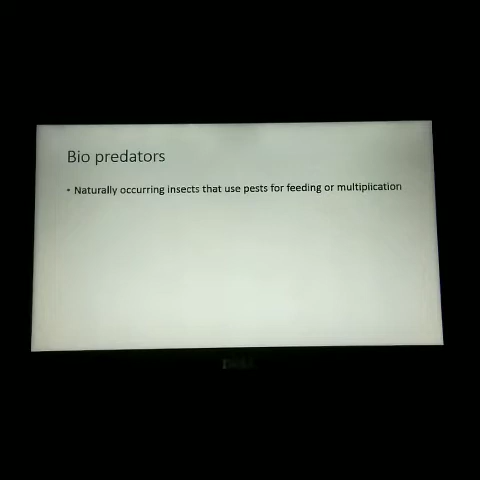 Bio predators
• Naturally occurring insects that use pests for feeding or multiplication